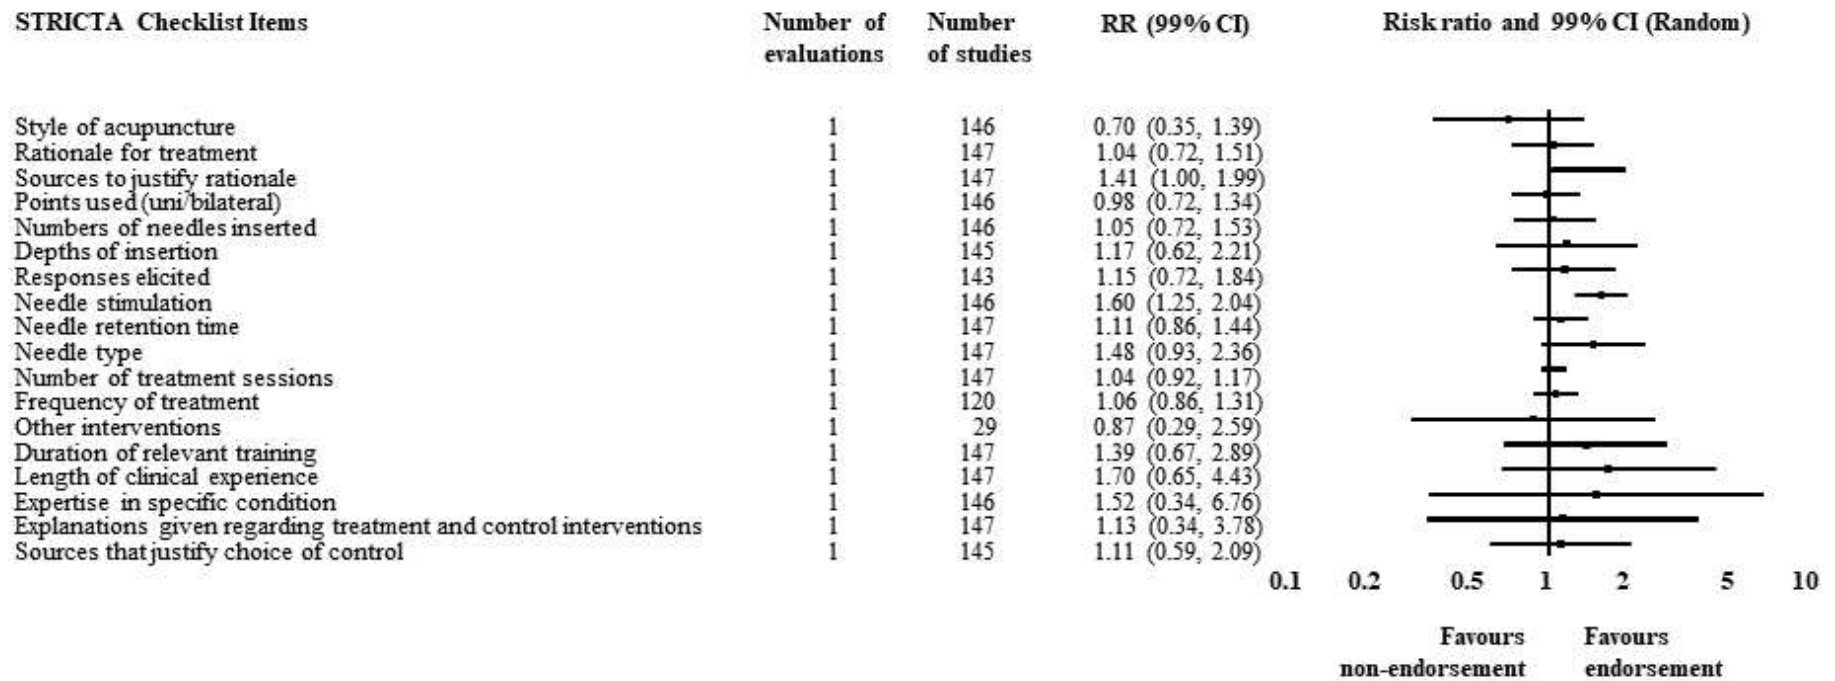 STRICTA Checklist Items Number of evaluations Number of studies RR (99% CI) Risk ratio and 99% CI (Random)
Style of acupuncture 1 146 0.70 (0.35, 1.39)
Rationale for treatment 1 147 1.04 (0.72, 1.51)
Sources to justify rationale 1 147 1.41 (1.00, 1.99)
Points used (uni/bilateral) 1 146 0.98 (0.72, 1.34)
Numbers of needles inserted 1 146 1.05 (0.72, 1.53)
Depths of insertion 1 145 1.17 (0.62, 2.21)
Responses elicited 1 143 1.15 (0.72, 1.84)
Needle stimulation 1 146 1.60 (1.25, 2.04)
Needle retention time 1 147 1.11 (0.86, 1.44)
Needle type 1 147 1.48 (0.93, 2.36)
Number of treatment sessions 1 147 1.04 (0.92, 1.17)
Frequency of treatment 1 120 1.06 (0.86, 1.31)
Other interventions 1 29 0.87 (0.29, 2.59)
Duration of relevant training 1 147 1.39 (0.67, 2.89)
Length of clinical experience 1 147 1.70 (0.65, 4.43)
Expertise in specific condition 1 146 1.52 (0.34, 6.76)
Explanations given regarding treatment and control interventions 1 147 1.13 (0.34, 3.78)
Sources that justify choice of control 1 145 1.11 (0.59, 2.09)
0.1 0.2 0.5 1 2 5 10
Favours non-endorsement Favours endorsement